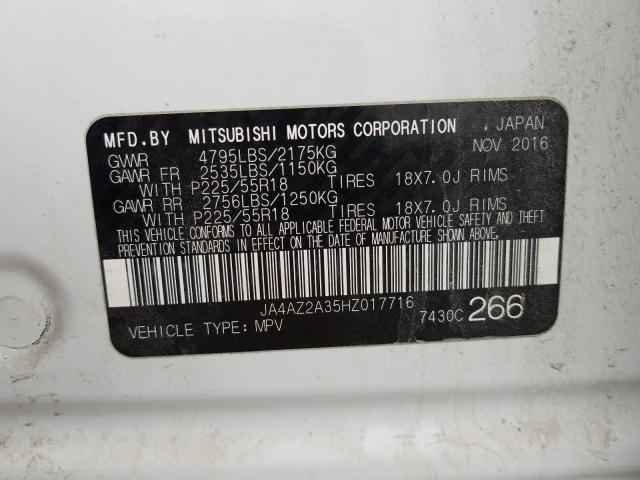 MFD.BY MITSUBISHI MOTORS CORPORATION , JAPAN
GVWR 4795LBS/2175KG NOV 2016
GAWR FR 2535LBS/1150KG
WITH P225/55R18 TIRES 18X7.0J RIMS
GAWR RR 2756LBS/1250KG
WITH P225/55R18 TIRES 18X7.0J RIMS
THIS VEHICLE CONFORMS TO ALL APPLICABLE FEDERAL MOTOR VEHICLE SAFETY AND THEFT
PREVENTION STANDARDS IN EFFECT ON THE DATE OF MANUFACTURE SHOWN ABOVE.
JA4AZ2A35HZ017716
VEHICLE TYPE: MPV 7430C 266